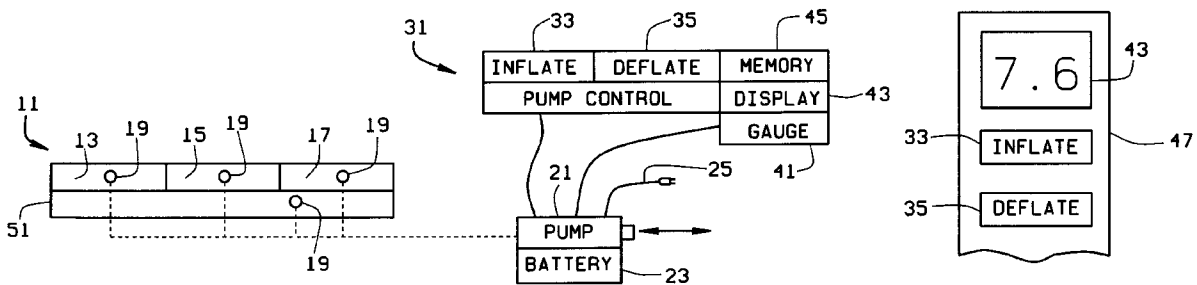 33
35
45
31
INFLATE DEFLATE MEMORY
PUMP CONTROL DISPLAY 43
GAUGE
41
11
13 19 15 19 17 19
51
19
21
25
PUMP
BATTERY
23
7.6
43
33
INFLATE
47
35
DEFLATE